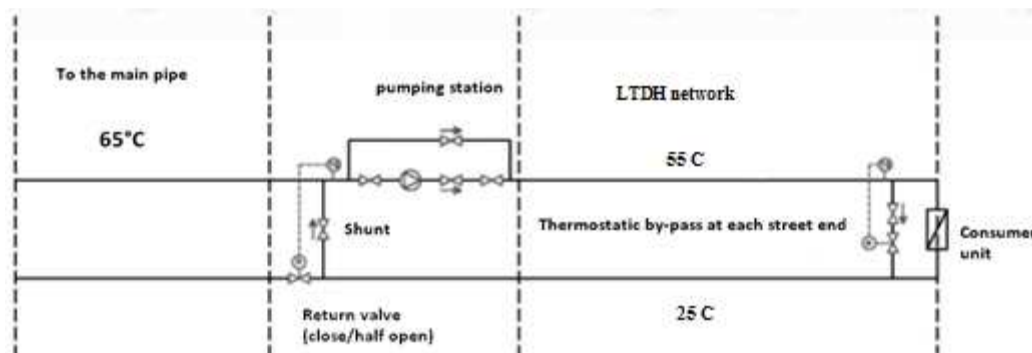 To the main pipe
65°C
pumping station
LTDH network
55 C
Shunt
Thermostatic by-pass at each street end
Consumer
unit
Return valve
(close/half open)
25 C